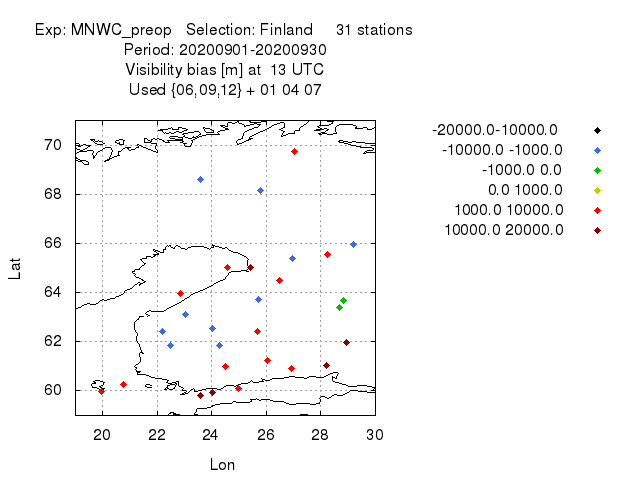 Exp: MNWC_preop Selection: Finland 31 stations
Period: 20200901-20200930
Visibility bias [m] at 13 UTC
Used {06,09,12} + 01 04 07
-20000.0-10000.0
-10000.0 -1000.0
-1000.0 0.0
0.0 1000.0
1000.0 10000.0
10000.0 20000.0
70
68
66
64
62
60
Lat
20 22 24 26 28 30
Lon